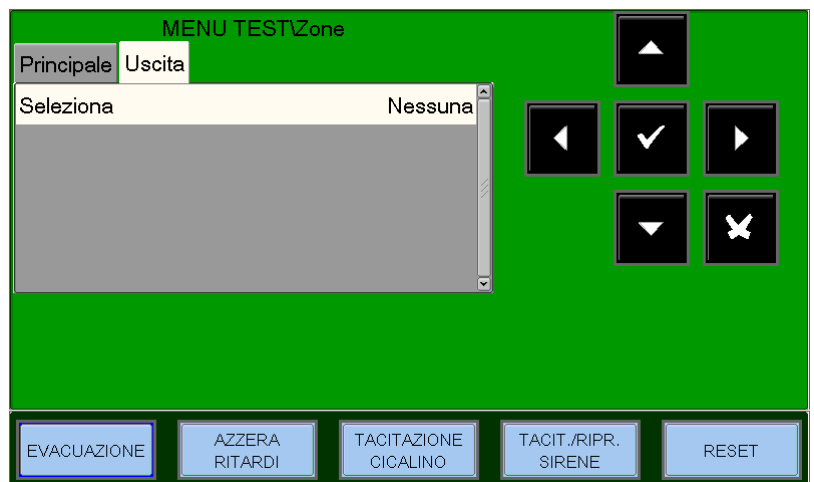 MENU TEST\Zone
Principale Uscita
Seleziona Nessuna
EVACUAZIONE
AZZERA
RITARDI
TACITAZIONE
CICALINO
TACIT./RIPR.
SIRENE
RESET